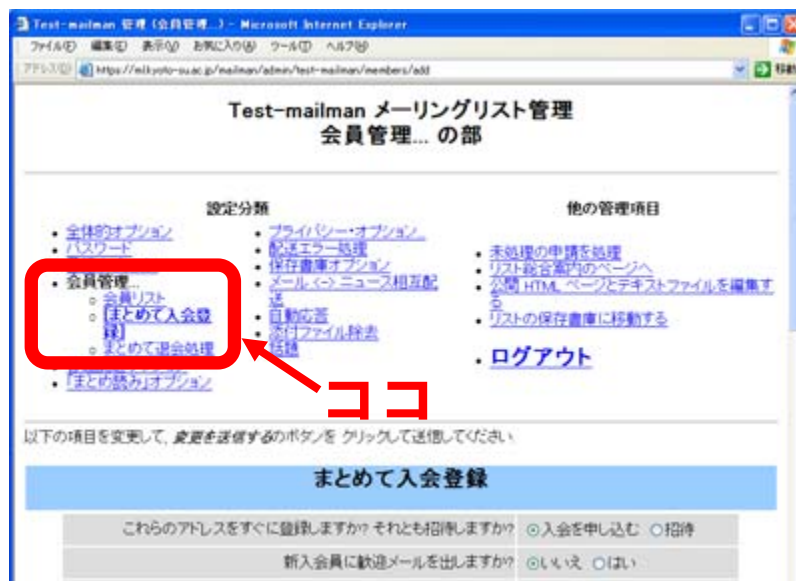 Test-mailman 管理 (会員管理...) - Microsoft Internet Explorer
ファイル(F) 編集(E) 表示(V) お気に入り(A) ツール(T) ヘルプ(H)
アドレス(D)
移動
Test-mailman メーリングリスト管理
会員管理... の部
設定分類
・全体的オプション
・パスワード
・会員管理...
○会員リスト
○[まとめて入会登
録]
○まとめて退会処理
・「まとめ読み」オプション
・プライバシー・オプション...
・配送エラー処理
・保存書庫オプション
・メール <-> ニュース相互配
送
・自動応答
・添付ファイル除去
・話題
他の管理項目
・未処理の申請を処理
・リスト総合案内のページへ
・公開 HTML ページとテキストファイルを編集す
る
・リストの保存書庫に移動する
・ログアウト
ココ
以下の項目を変更して, 変更を送信するのボタンを クリックして送信してください.
まとめて入会登録
これらのアドレスをすぐに登録しますか? それとも招待しますか? 入会を申し込む 招待
新入会員に歓迎メールを出しますか? いいえ はい